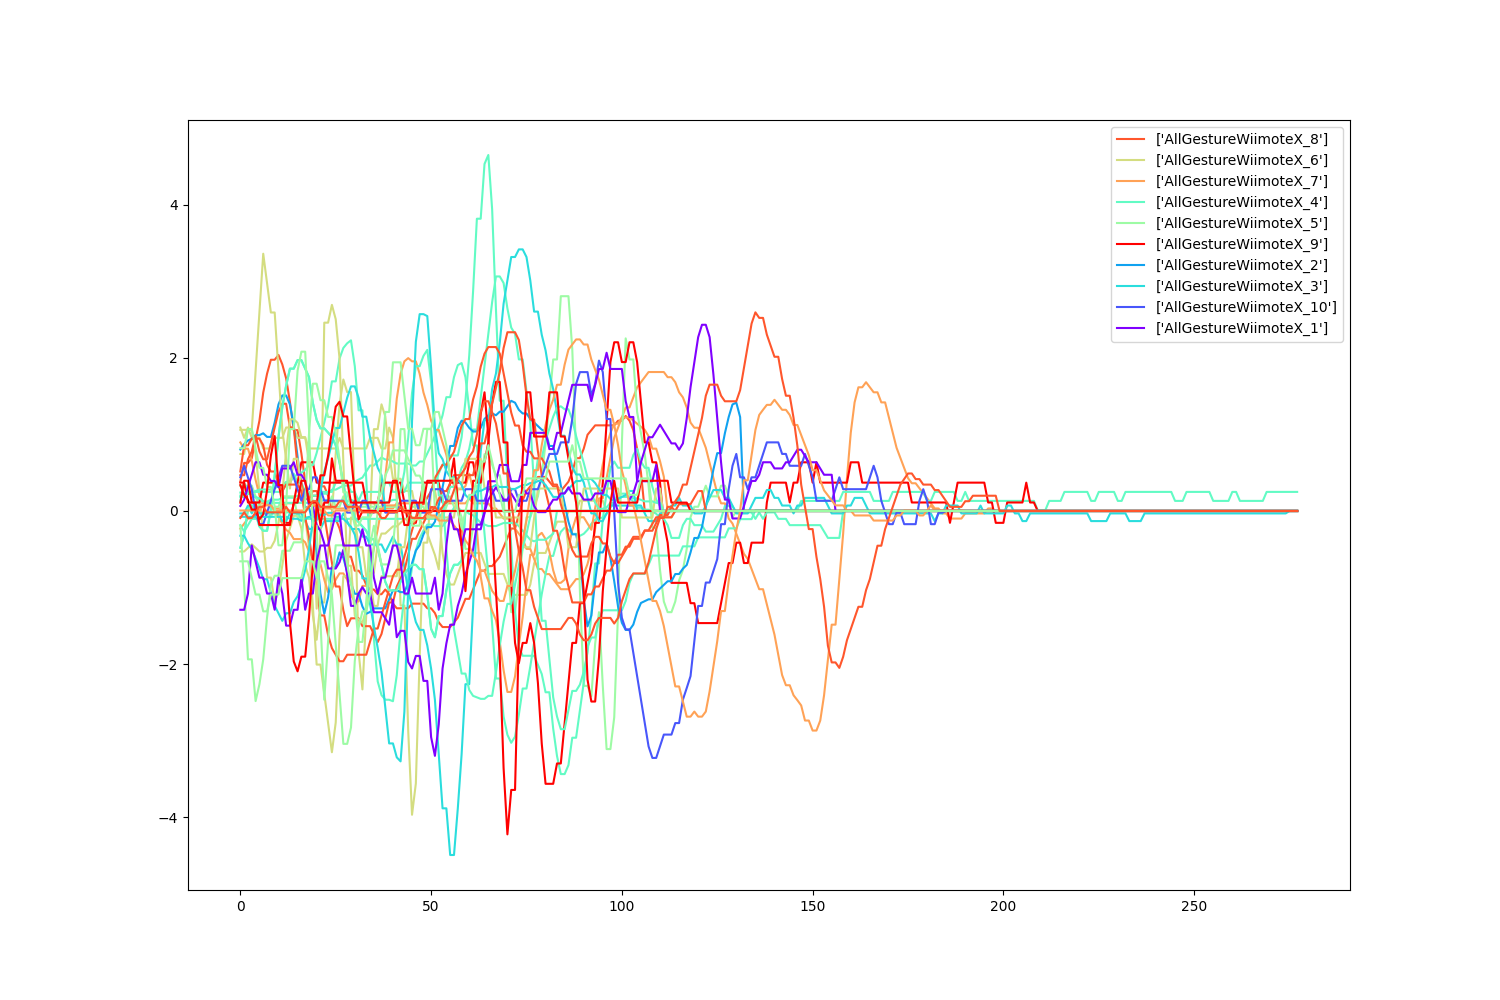 ['AllGestureWiimoteX_8']
['AllGestureWiimoteX_6']
['AllGestureWiimoteX_7']
['AllGestureWiimoteX_4']
['AllGestureWiimoteX_5']
['AllGestureWiimoteX_9']
['AllGestureWiimoteX_2']
['AllGestureWiimoteX_3']
['AllGestureWiimoteX_10']
['AllGestureWiimoteX_1']
4
2
0
−2
−4
0 50 100 150 200 250